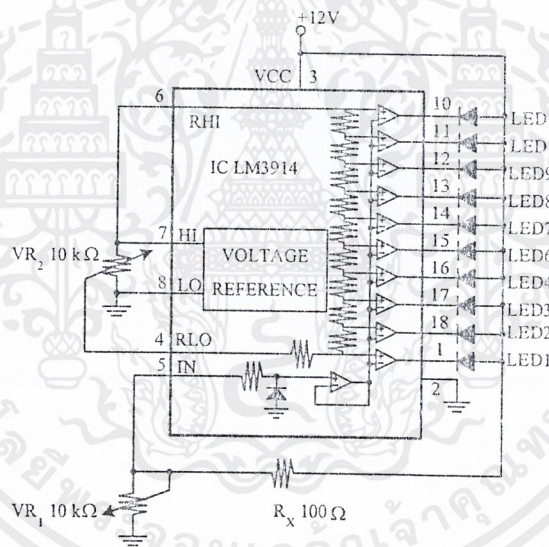 +12V
VCC 3
6
RHI
IC LM3914
10
LED
11
LED
12
LED9
13
LED8
14
LED7
15
LED6
16
LED4
17
LED3
18
LED2
1
LED1
2
7 HI
VR2 10 kΩ
8 LO
VOLTAGE
REFERENCE
4 RLO
5 IN
VR1 10 kΩ
RX 100 Ω